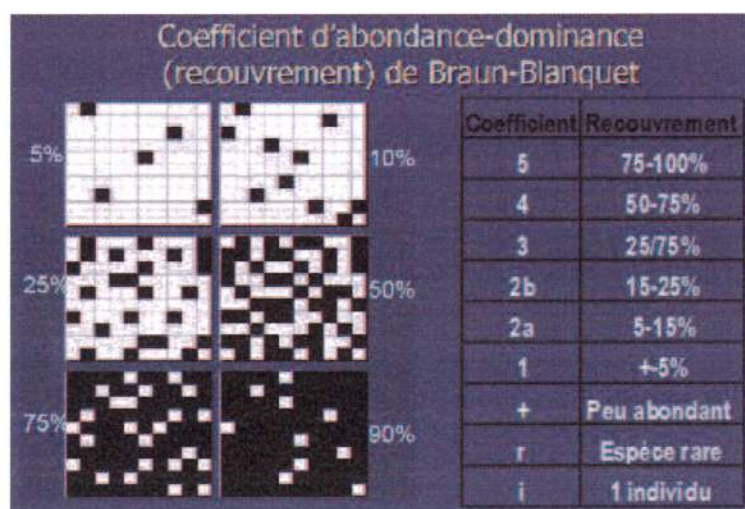 Coefficient d'abondance-dominance
(recouvrement) de Braun-Blanquet
5%
10%
25%
50%
75%
90%
Coefficient Recouvrement
5 75-100%
4 50-75%
3 25/75%
2b 15-25%
2a 5-15%
1 +-5%
+ Peu abondant
r Espèce rare
i 1 individu